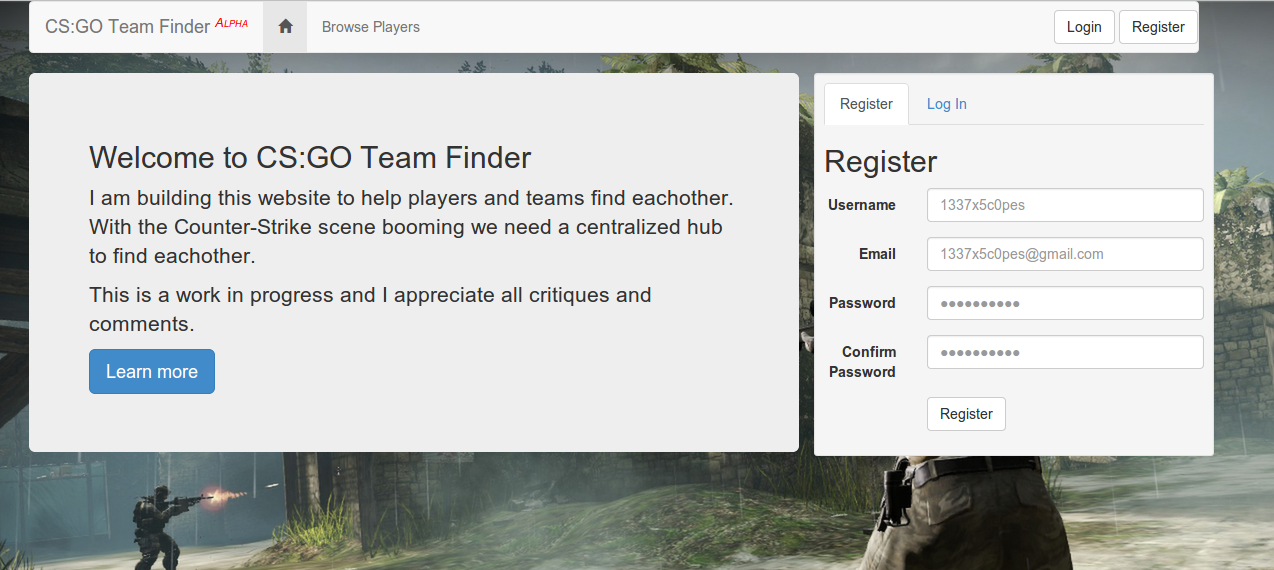 CS:GO Team Finder ALPHA Browse Players Login Register
Welcome to CS:GO Team Finder
I am building this website to help players and teams find eachother.
With the Counter-Strike scene booming we need a centralized hub
to find eachother.
This is a work in progress and I appreciate all critiques and
comments.
Learn more
Register Log In
Register
Username 1337x5c0pes
Email 1337x5c0pes@gmail.com
Password ●●●●●●●●●●
Confirm
Password ●●●●●●●●●●
Register